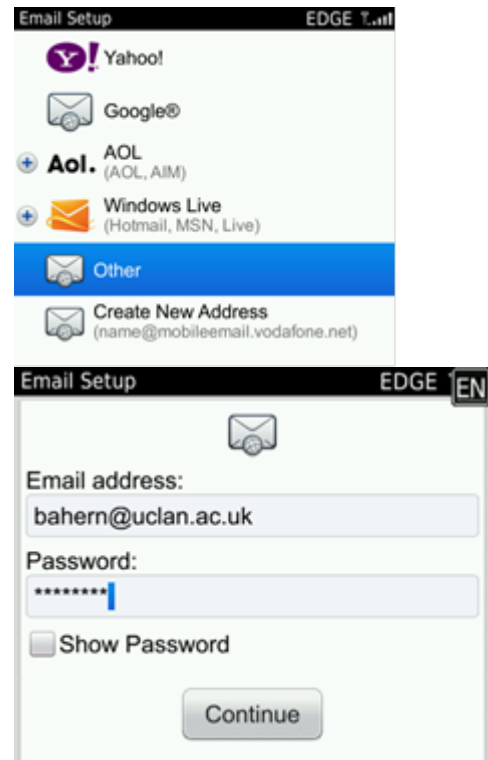 Email Setup EDGE
Yahoo!
Google®
Aol. AOL
(AOL, AIM)
Windows Live
(Hotmail, MSN, Live)
Other
Create New Address
(name@mobileemail.vodafone.net)
Email Setup EDGE EN
Email address:
bahern@uclan.ac.uk
Password:
********
Show Password
Continue